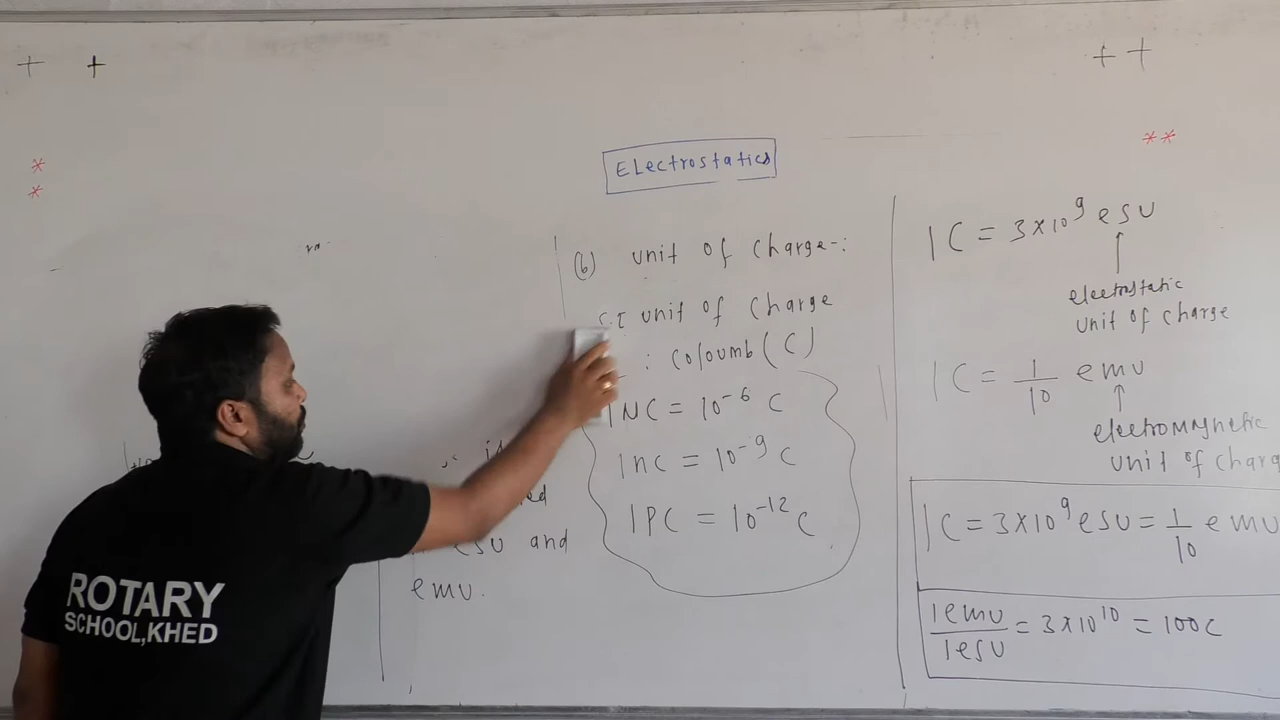 + +
+ +
*
*
**
Electrostatics
esu and
emu.
(6) unit of charge-:
S.I unit of charge
: Coloumb (C)
1NC = 10⁻⁶ C
1nC = 10⁻⁹ C
1PC = 10⁻¹² C
1C = 3×10⁹ esu
↑
electrostatic
unit of charge
1C = 1/10 emu
↑
electromagnetic
unit of charg
1C = 3×10⁹ esu = 1/10 emu
1emu/1esu = 3×10¹⁰ = 100c
ROTARY
SCHOOL,KHED